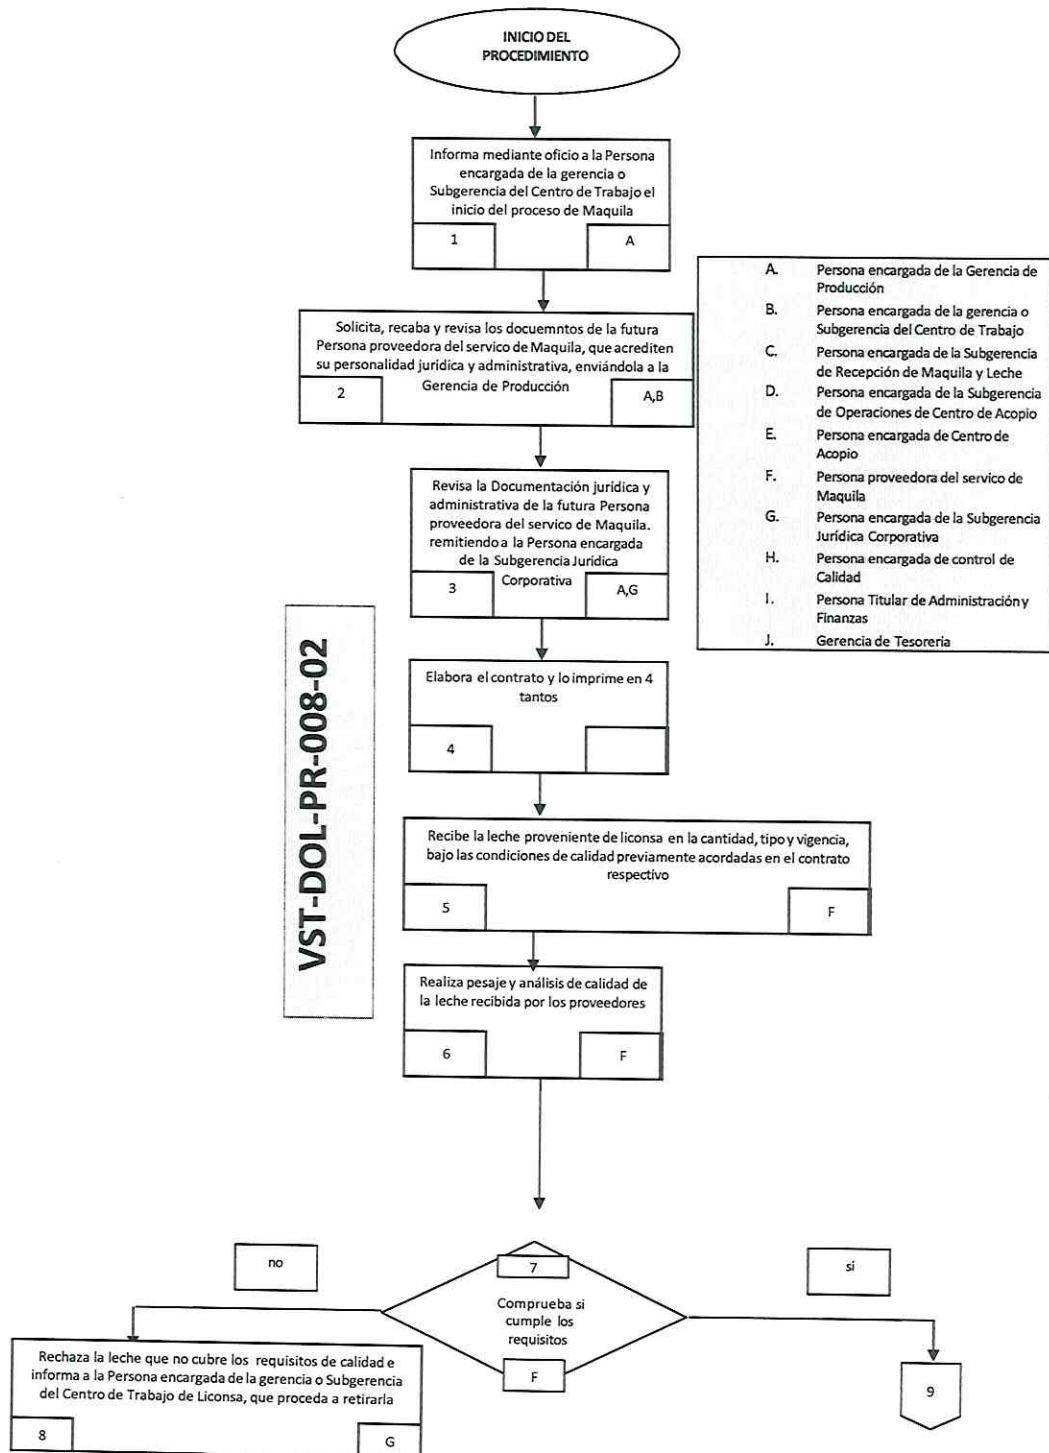 INICIO DEL
PROCEDIMIENTO
Informa mediante oficio a la Persona
encargada de la gerencia o
Subgerencia del Centro de Trabajo el
inicio del proceso de Maquila
1
A
Solicita, recaba y revisa los docuemntos de la futura
Persona proveedora del servico de Maquila, que acrediten
su personalidad jurídica y administrativa, enviándola a la
Gerencia de Producción
2
A,B
Revisa la Documentación jurídica y
administrativa de la futura Persona
proveedora del servico de Maquila.
remitiendo a la Persona encargada
de la Subgerencia Jurídica
Corporativa
3
A,G
Elabora el contrato y lo imprime en 4
tantos
4
Recibe la leche proveniente de liconsa en la cantidad, tipo y vigencia,
bajo las condiciones de calidad previamente acordadas en el contrato
respectivo
5
F
Realiza pesaje y análisis de calidad de
la leche recibida por los proveedores
6
F
A. Persona encargada de la Gerencia de
Producción
B. Persona encargada de la gerencia o
Subgerencia del Centro de Trabajo
C. Persona encargada de la Subgerencia
de Recepción de Maquila y Leche
D. Persona encargada de la Subgerencia
de Operaciones de Centro de Acopio
E. Persona encargada de Centro de
Acopio
F. Persona proveedora del servico de
Maquila
G. Persona encargada de la Subgerencia
Jurídica Corporativa
H. Persona encargada de control de
Calidad
I. Persona Titular de Administración y
Finanzas
J. Gerencia de Tesorería
VST-DOL-PR-008-02
no
7
Comprueba si
cumple los
requisitos
F
sí
Rechaza la leche que no cubre los requisitos de calidad e
informa a la Persona encargada de la gerencia o Subgerencia
del Centro de Trabajo de Liconsa, que proceda a retirarla
8
G
9